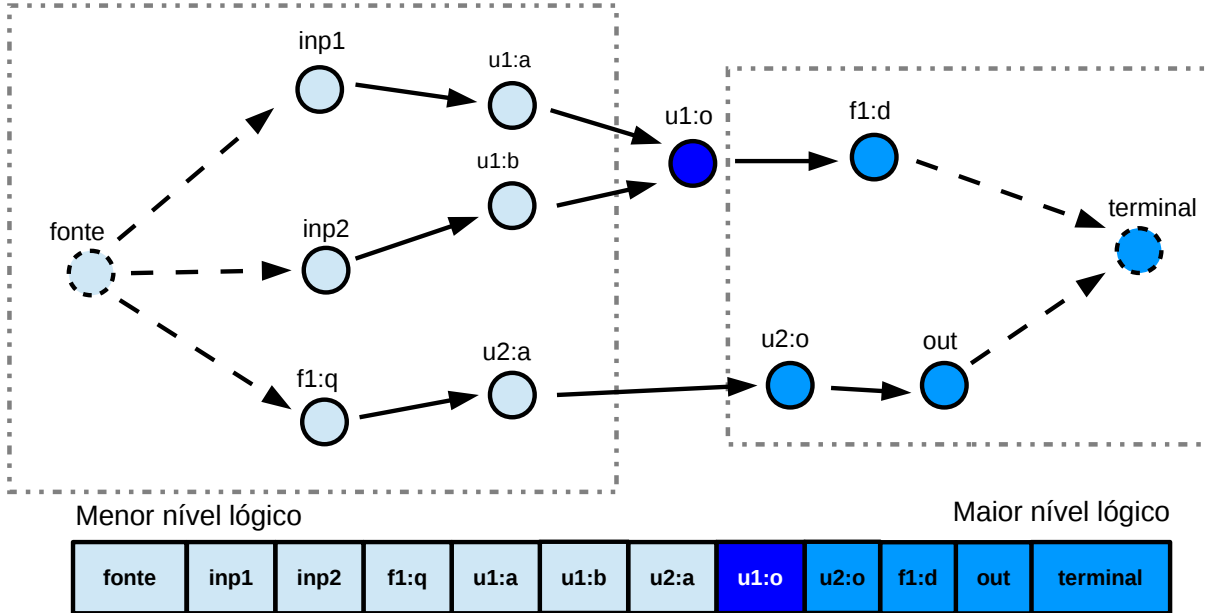 inp1
u1:a
u1:o
f1:d
u1:b
terminal
fonte
inp2
u2:o
out
u2:a
f1:q
Menor nível lógico
Maior nível lógico
fonte inp1 inp2 f1:q u1:a u1:b u2:a u1:o u2:o f1:d out terminal